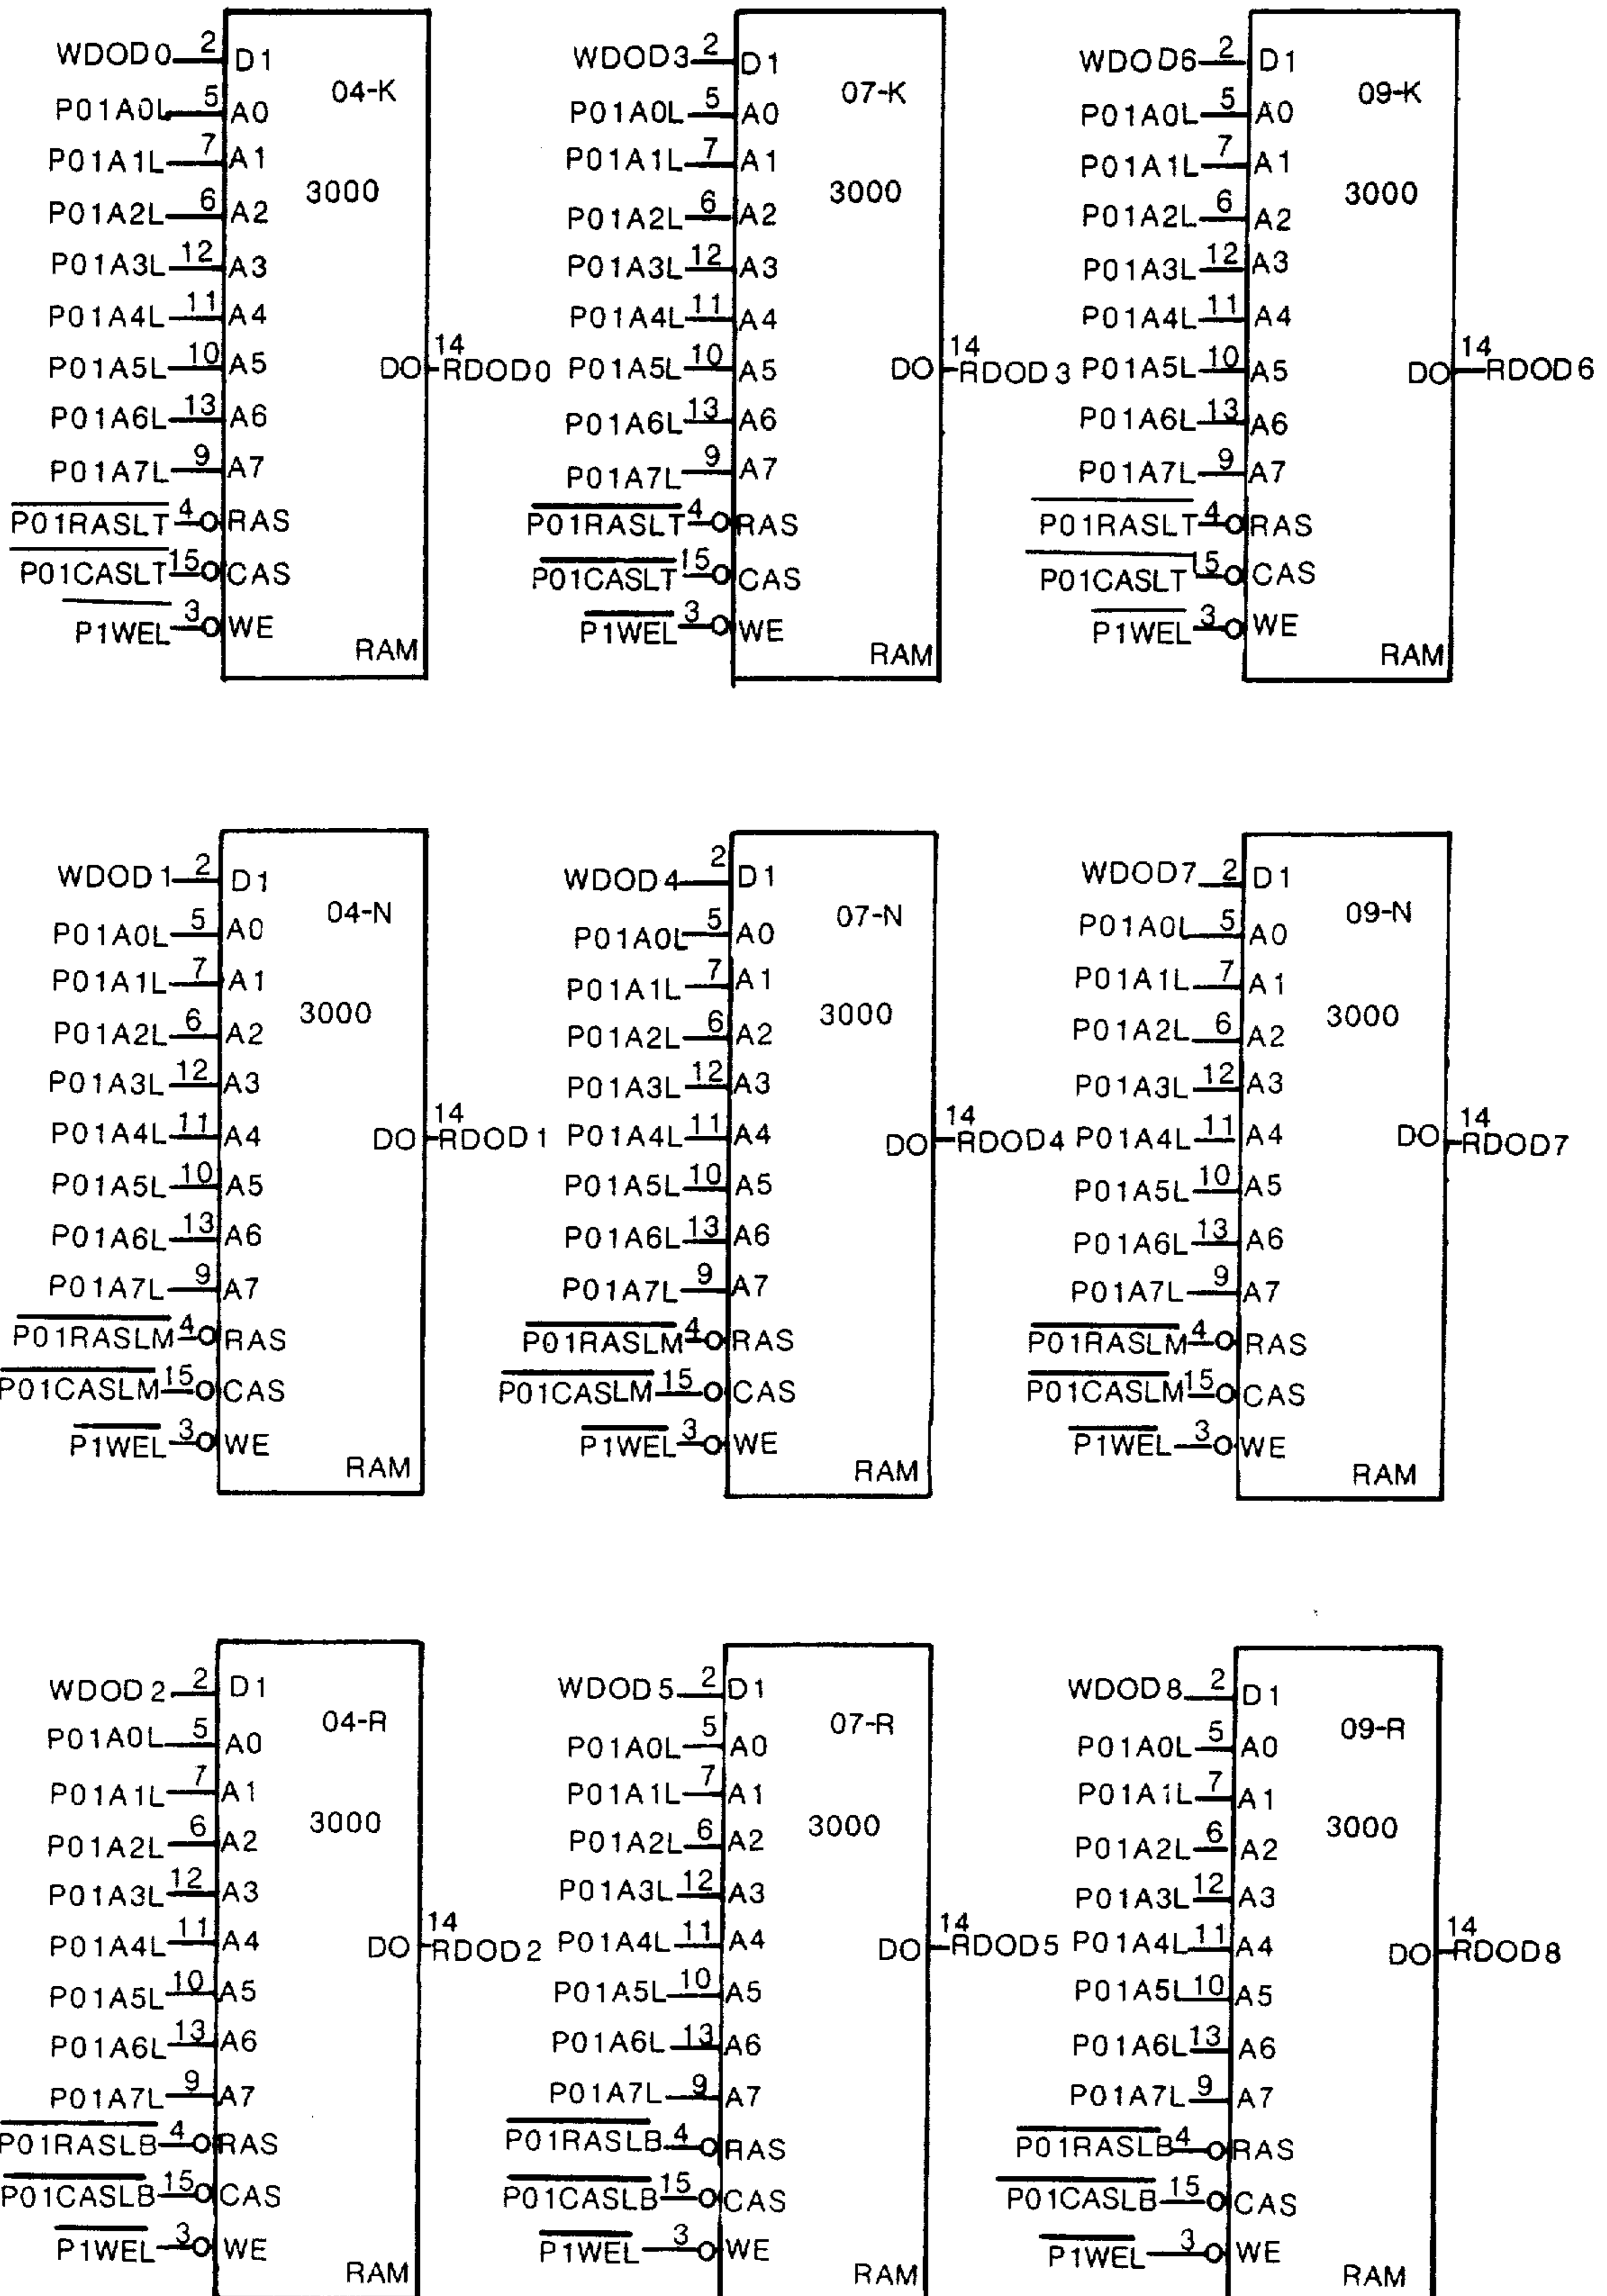 WDOD0 2 D1
04-K
P01A0L 5 A0
P01A1L 7 A1
3000
P01A2L 6 A2
P01A3L 12 A3
P01A4L 11 A4
P01A5L 10 A5
DO 14 RDOD0
P01A6L 13 A6
P01A7L 9 A7
P01RASLT 4 RAS
P01CASLT 15 CAS
P1WEL 3 WE
RAM
WDOD3 2 D1
07-K
P01A0L 5 A0
P01A1L 7 A1
3000
P01A2L 6 A2
P01A3L 12 A3
P01A4L 11 A4
P01A5L 10 A5
DO 14 RDOD3
P01A6L 13 A6
P01A7L 9 A7
P01RASLT 4 RAS
P01CASLT 15 CAS
P1WEL 3 WE
RAM
WDOD6 2 D1
09-K
P01A0L 5 A0
P01A1L 7 A1
3000
P01A2L 6 A2
P01A3L 12 A3
P01A4L 11 A4
P01A5L 10 A5
DO 14 RDOD6
P01A6L 13 A6
P01A7L 9 A7
P01RASLT 4 RAS
P01CASLT 15 CAS
P1WEL 3 WE
RAM
WDOD1 2 D1
04-N
P01A0L 5 A0
P01A1L 7 A1
3000
P01A2L 6 A2
P01A3L 12 A3
P01A4L 11 A4
DO 14 RDOD1
P01A5L 10 A5
P01A6L 13 A6
P01A7L 9 A7
P01RASLM 4 RAS
P01CASLM 15 CAS
P1WEL 3 WE
RAM
WDOD4 2 D1
07-N
P01A0L 5 A0
P01A1L 7 A1
3000
P01A2L 6 A2
P01A3L 12 A3
P01A4L 11 A4
DO 14 RDOD4
P01A5L 10 A5
P01A6L 13 A6
P01A7L 9 A7
P01RASLM 4 RAS
P01CASLM 15 CAS
P1WEL 3 WE
RAM
WDOD7 2 D1
09-N
P01A0L 5 A0
P01A1L 7 A1
3000
P01A2L 6 A2
P01A3L 12 A3
P01A4L 11 A4
DO 14 RDOD7
P01A5L 10 A5
P01A6L 13 A6
P01A7L 9 A7
P01RASLM 4 RAS
P01CASLM 15 CAS
P1WEL 3 WE
RAM
WDOD2 2 D1
04-R
P01A0L 5 A0
P01A1L 7 A1
3000
P01A2L 6 A2
P01A3L 12 A3
P01A4L 11 A4
DO 14 RDOD2
P01A5L 10 A5
P01A6L 13 A6
P01A7L 9 A7
P01RASLB 4 RAS
P01CASLB 15 CAS
P1WEL 3 WE
RAM
WDOD5 2 D1
07-R
P01A0L 5 A0
P01A1L 7 A1
3000
P01A2L 6 A2
P01A3L 12 A3
P01A4L 11 A4
DO 14 RDOD5
P01A5L 10 A5
P01A6L 13 A6
P01A7L 9 A7
P01RASLB 4 RAS
P01CASLB 15 CAS
P1WEL 3 WE
RAM
WDOD8 2 D1
09-R
P01A0L 5 A0
P01A1L 7 A1
3000
P01A2L 6 A2
P01A3L 12 A3
P01A4L 11 A4
DO 14 RDOD8
P01A5L 10 A5
P01A6L 13 A6
P01A7L 9 A7
P01RASLB 4 RAS
P01CASLB 15 CAS
P1WEL 3 WE
RAM